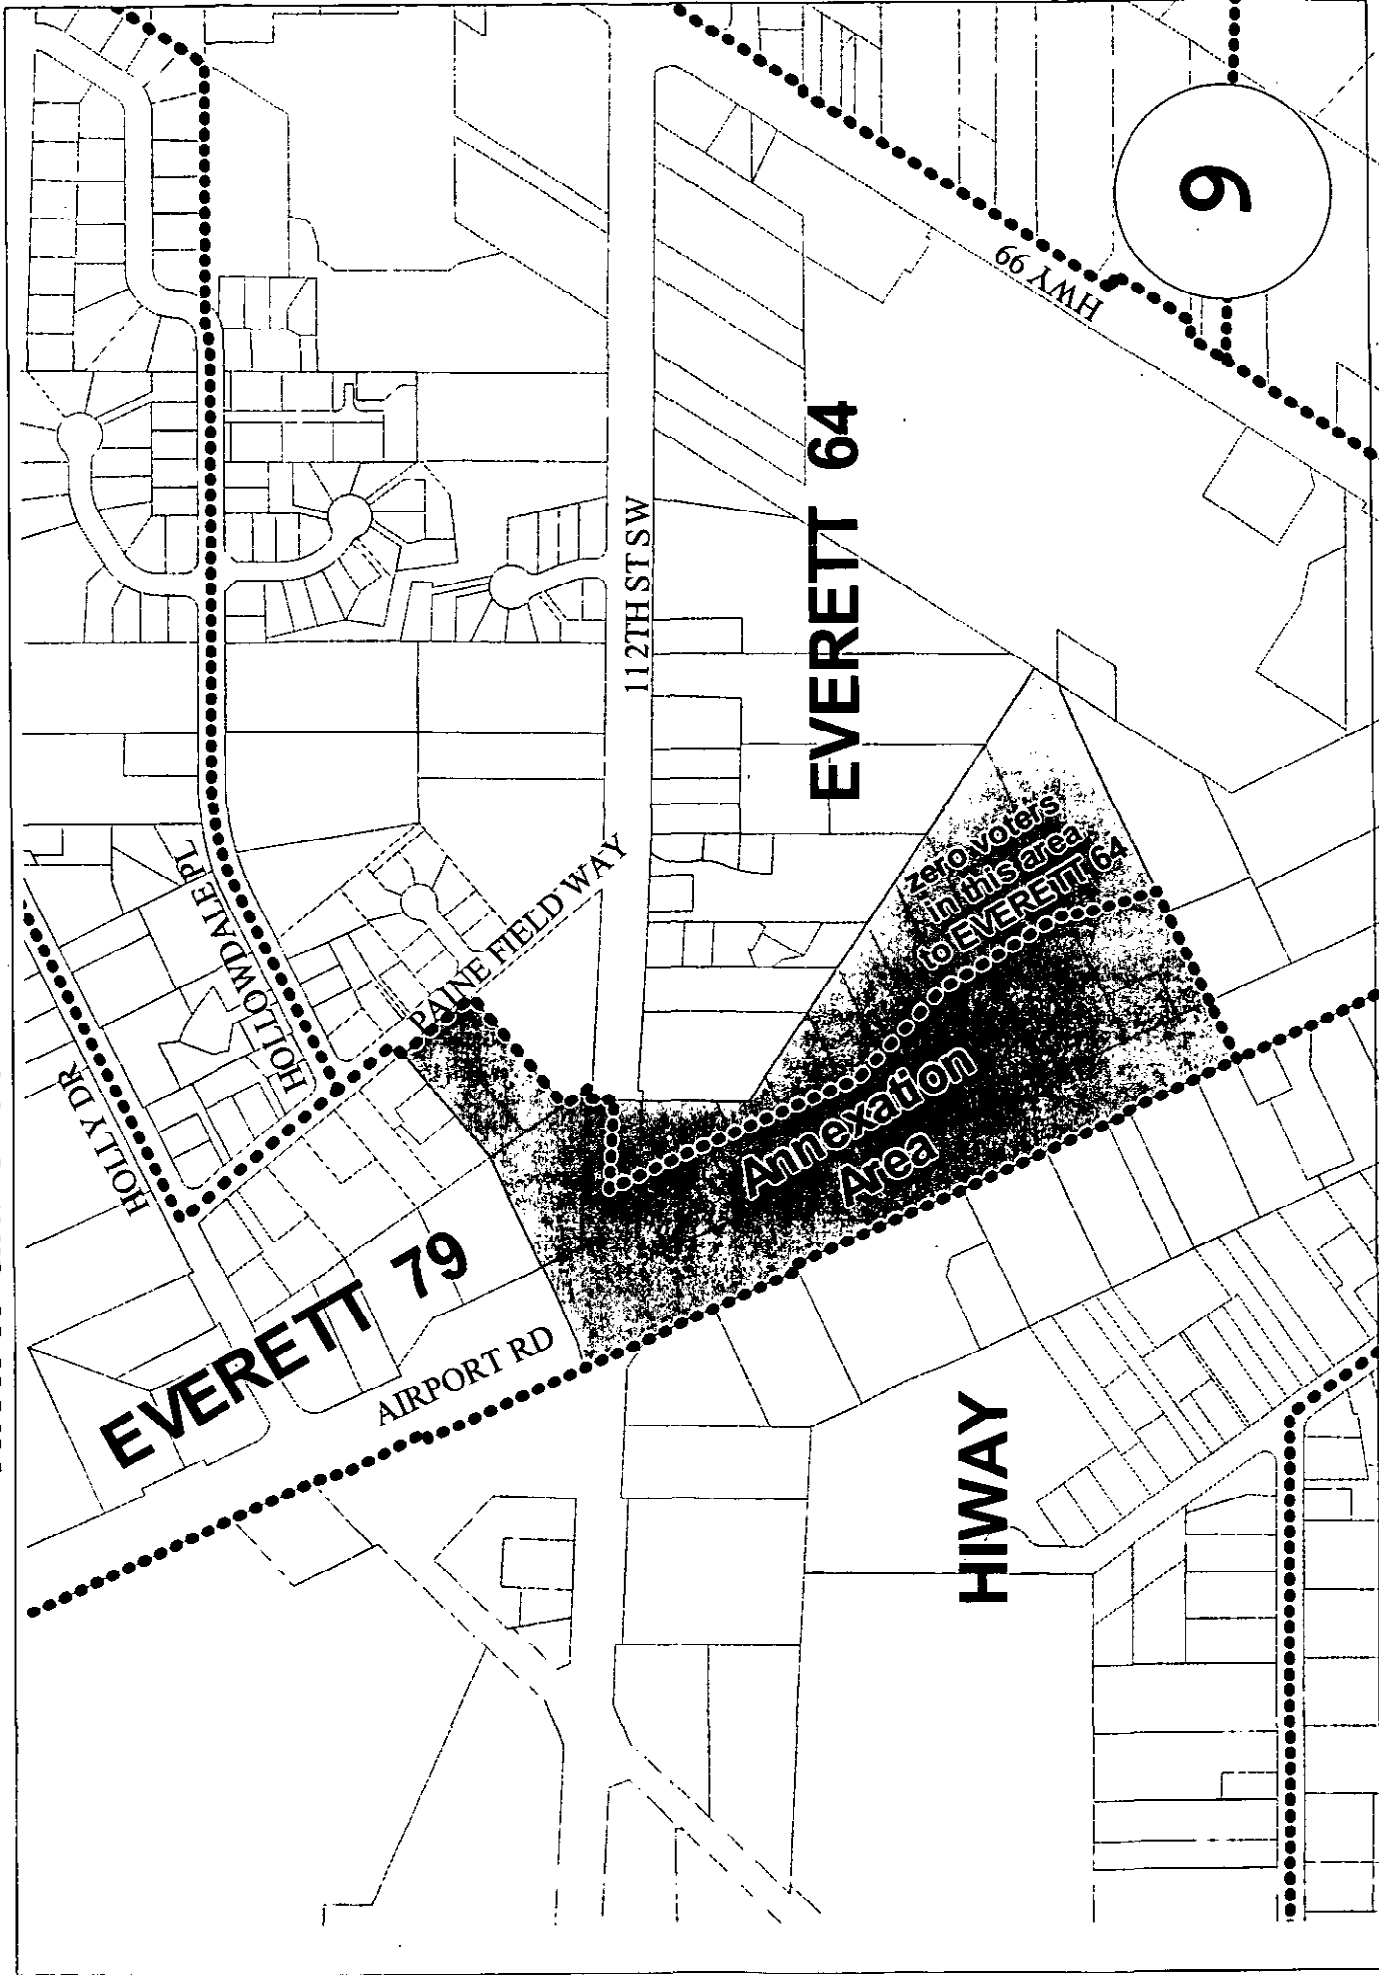 HOLLY DR
HOLLOWDALE PL
PAINE FIELD WAY
112TH ST SW
HWY 99
9
EVERETT 64
EVERETT 79
AIRPORT RD
zero voters
in this area
to EVERETT 64
Annexation
Area
HIWAY